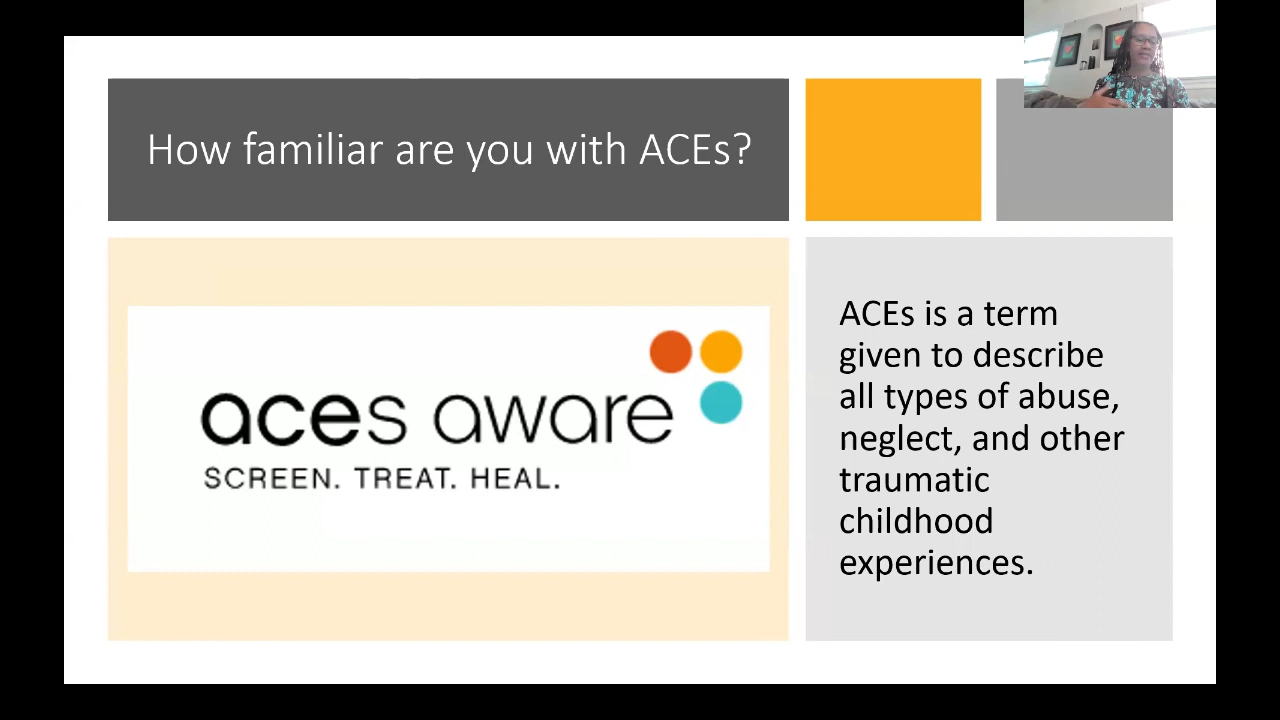 How familiar are you with ACEs?
aces aware
SCREEN. TREAT. HEAL.
ACEs is a term
given to describe
all types of abuse,
neglect, and other
traumatic
childhood
experiences.